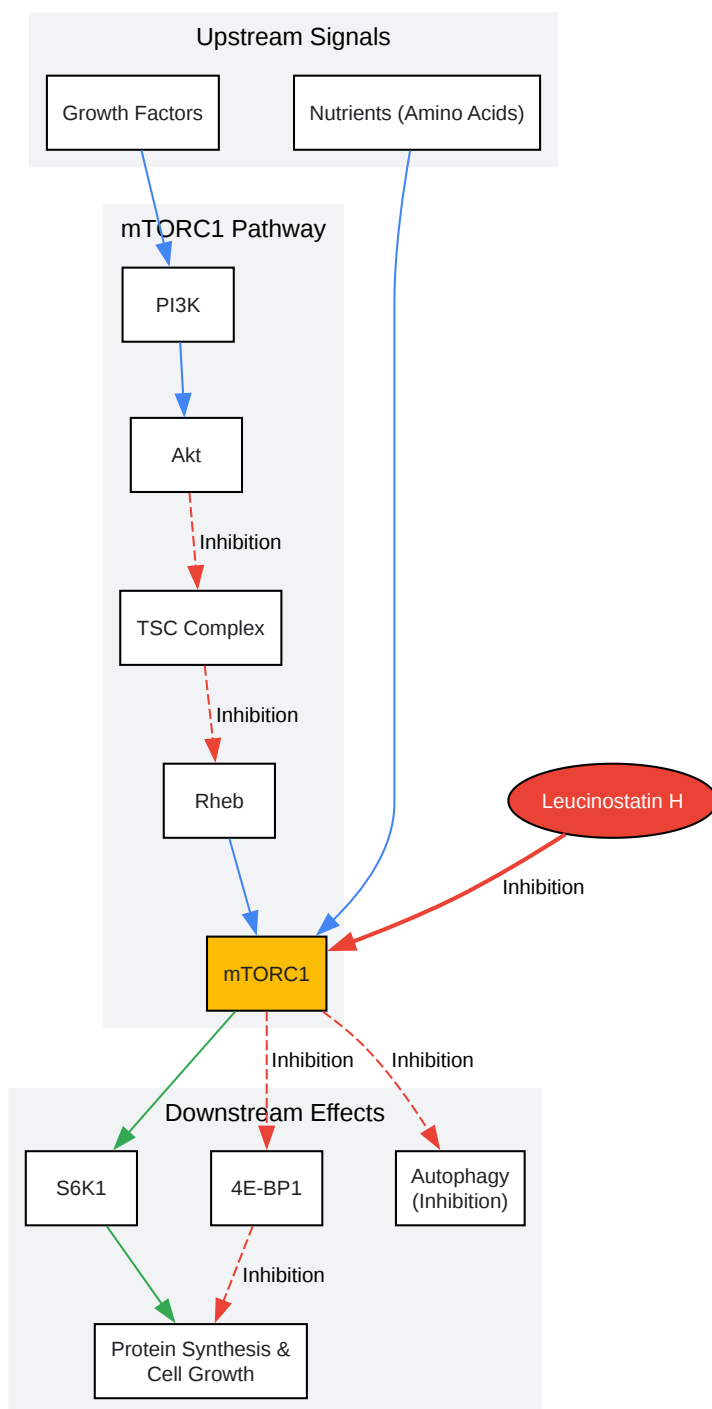 Upstream Signals
Growth Factors
Nutrients (Amino Acids)
mTORC1 Pathway
PI3K
Akt
Inhibition
TSC Complex
Inhibition
Rheb
Leucinostatin H
Inhibition
mTORC1
Inhibition
Inhibition
Downstream Effects
S6K1
4E-BP1
Autophagy
(Inhibition)
Inhibition
Protein Synthesis &
Cell Growth